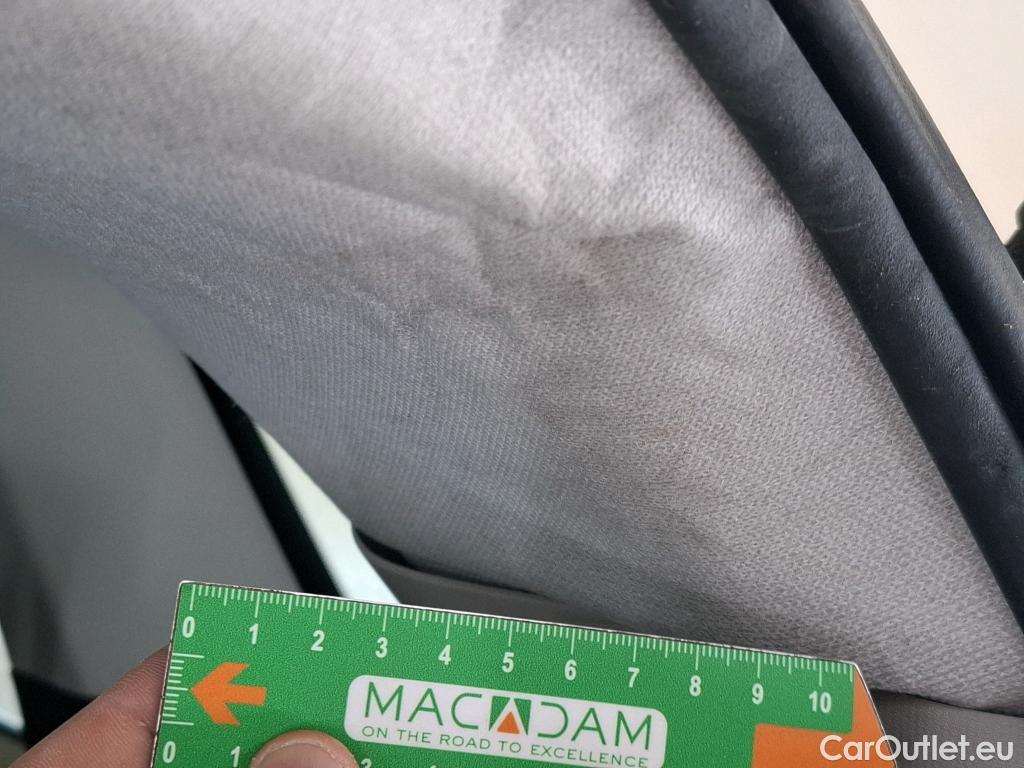 0 1 2 3 4 5 6 7 8 9 10
MACADAM
ON THE ROAD TO EXCELLENCE
0 1
CarOutlet.eu